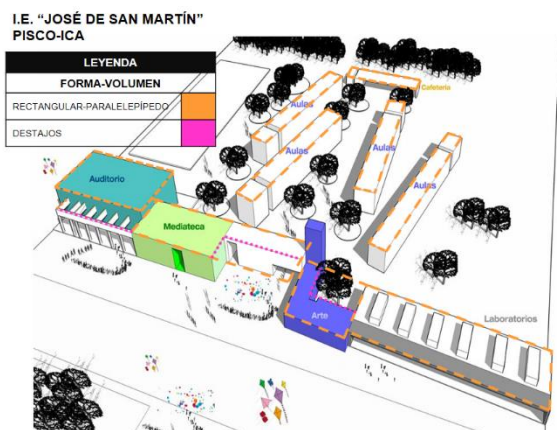 I.E. “JOSÉ DE SAN MARTÍN”
PISCO-ICA
LEYENDA
FORMA-VOLUMEN
RECTANGULAR-PARALELEPÍPEDO
DESTAJOS
Cafetería
Aulas
Aulas
Aulas
Aulas
Auditorio
Mediateca
Arte
Laboratorios